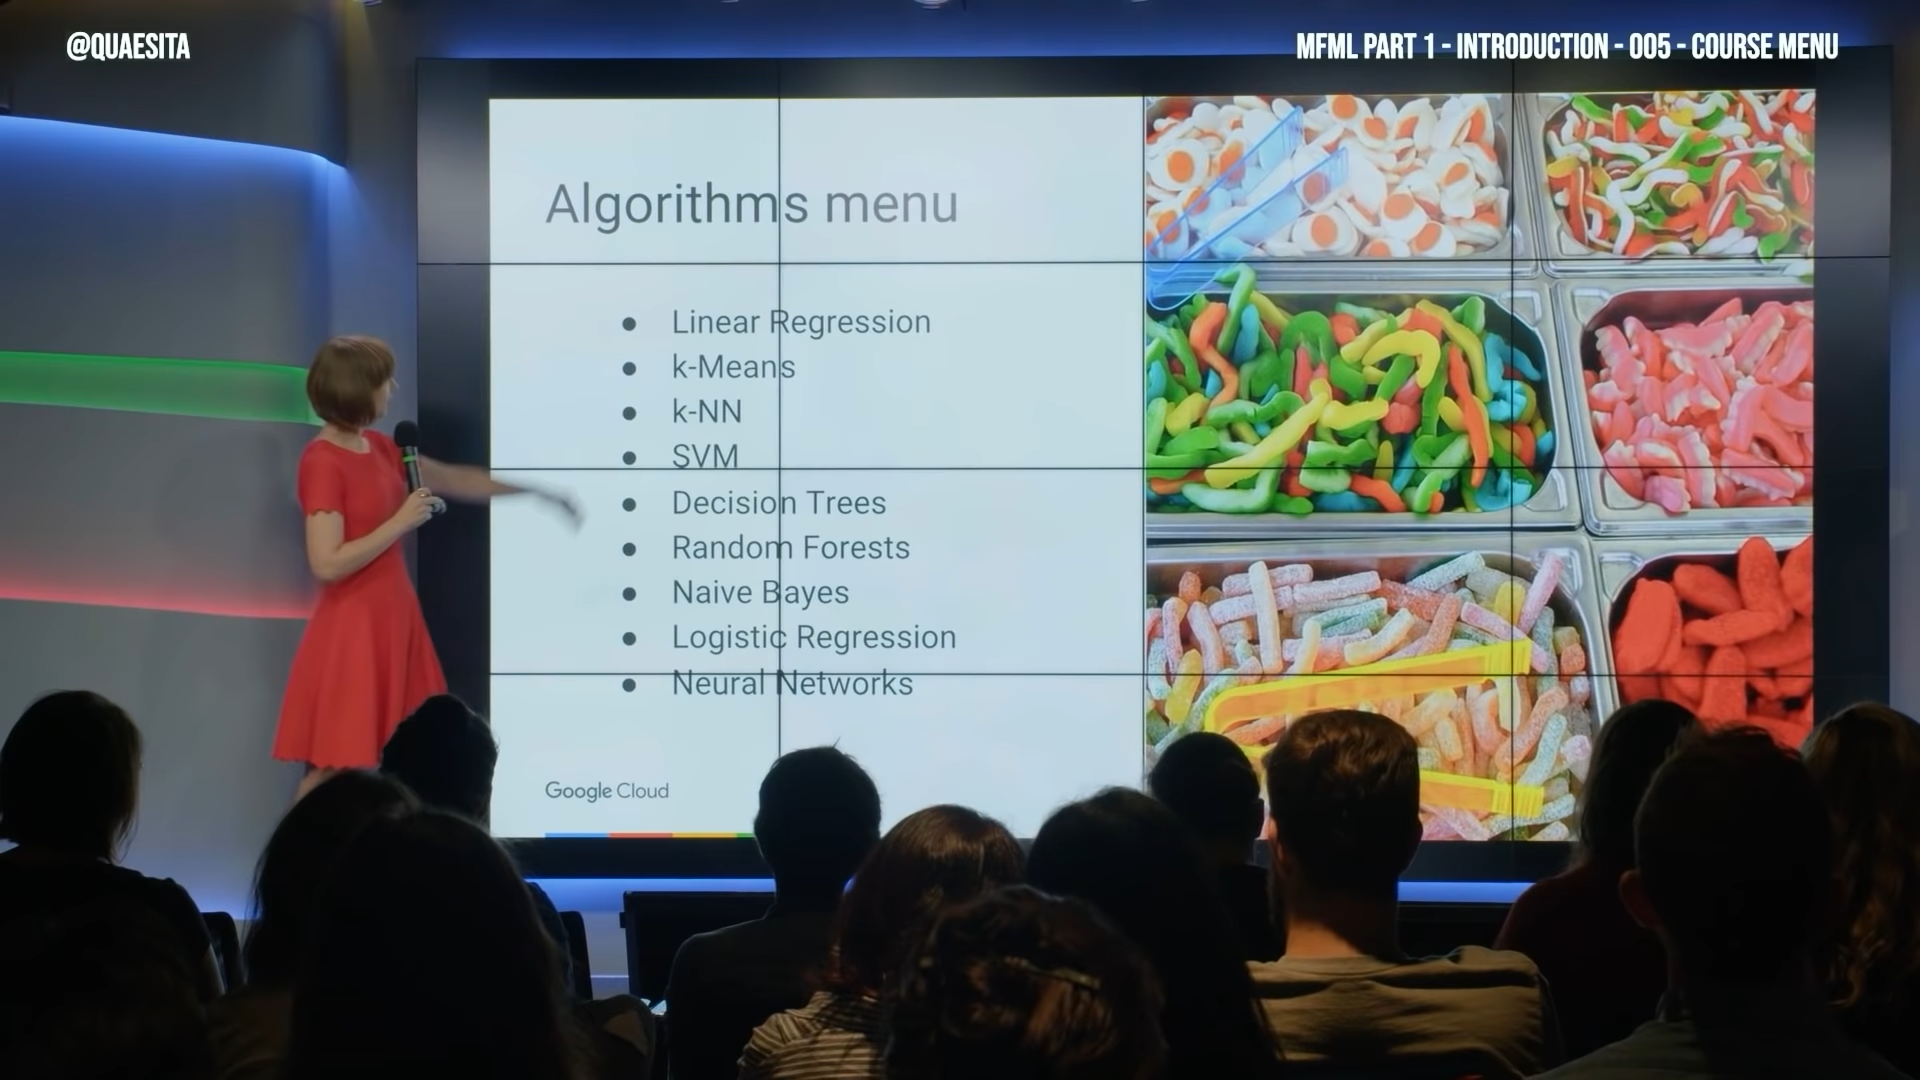 @QUAESITA
MFML PART 1 - INTRODUCTION - 005 - COURSE MENU
Algorithms menu
● Linear Regression
● k-Means
● k-NN
● SVM
● Decision Trees
● Random Forests
● Naive Bayes
● Logistic Regression
● Neural Networks
Google Cloud